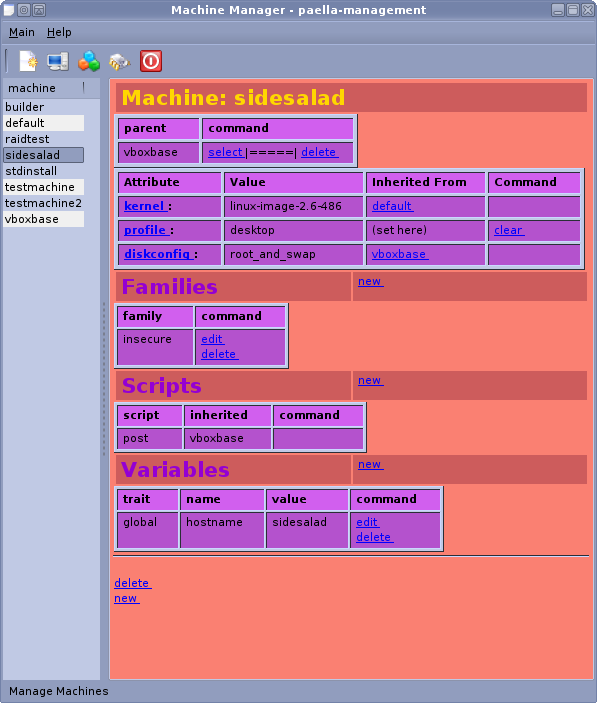 Machine Manager - paella-management
Main Help
machine
builder
default
raidtest
sidesalad
stdinstall
testmachine
testmachine2
vboxbase
Machine: sidesalad
parent command
vboxbase select |=====| delete
Attribute Value Inherited From Command
kernel : linux-image-2.6-486 default
profile : desktop (set here) clear
diskconfig : root_and_swap vboxbase
Families new
family command
insecure edit
delete
Scripts new
script inherited command
post vboxbase
Variables new
trait name value command
global hostname sidesalad edit
delete
delete
new
Manage Machines